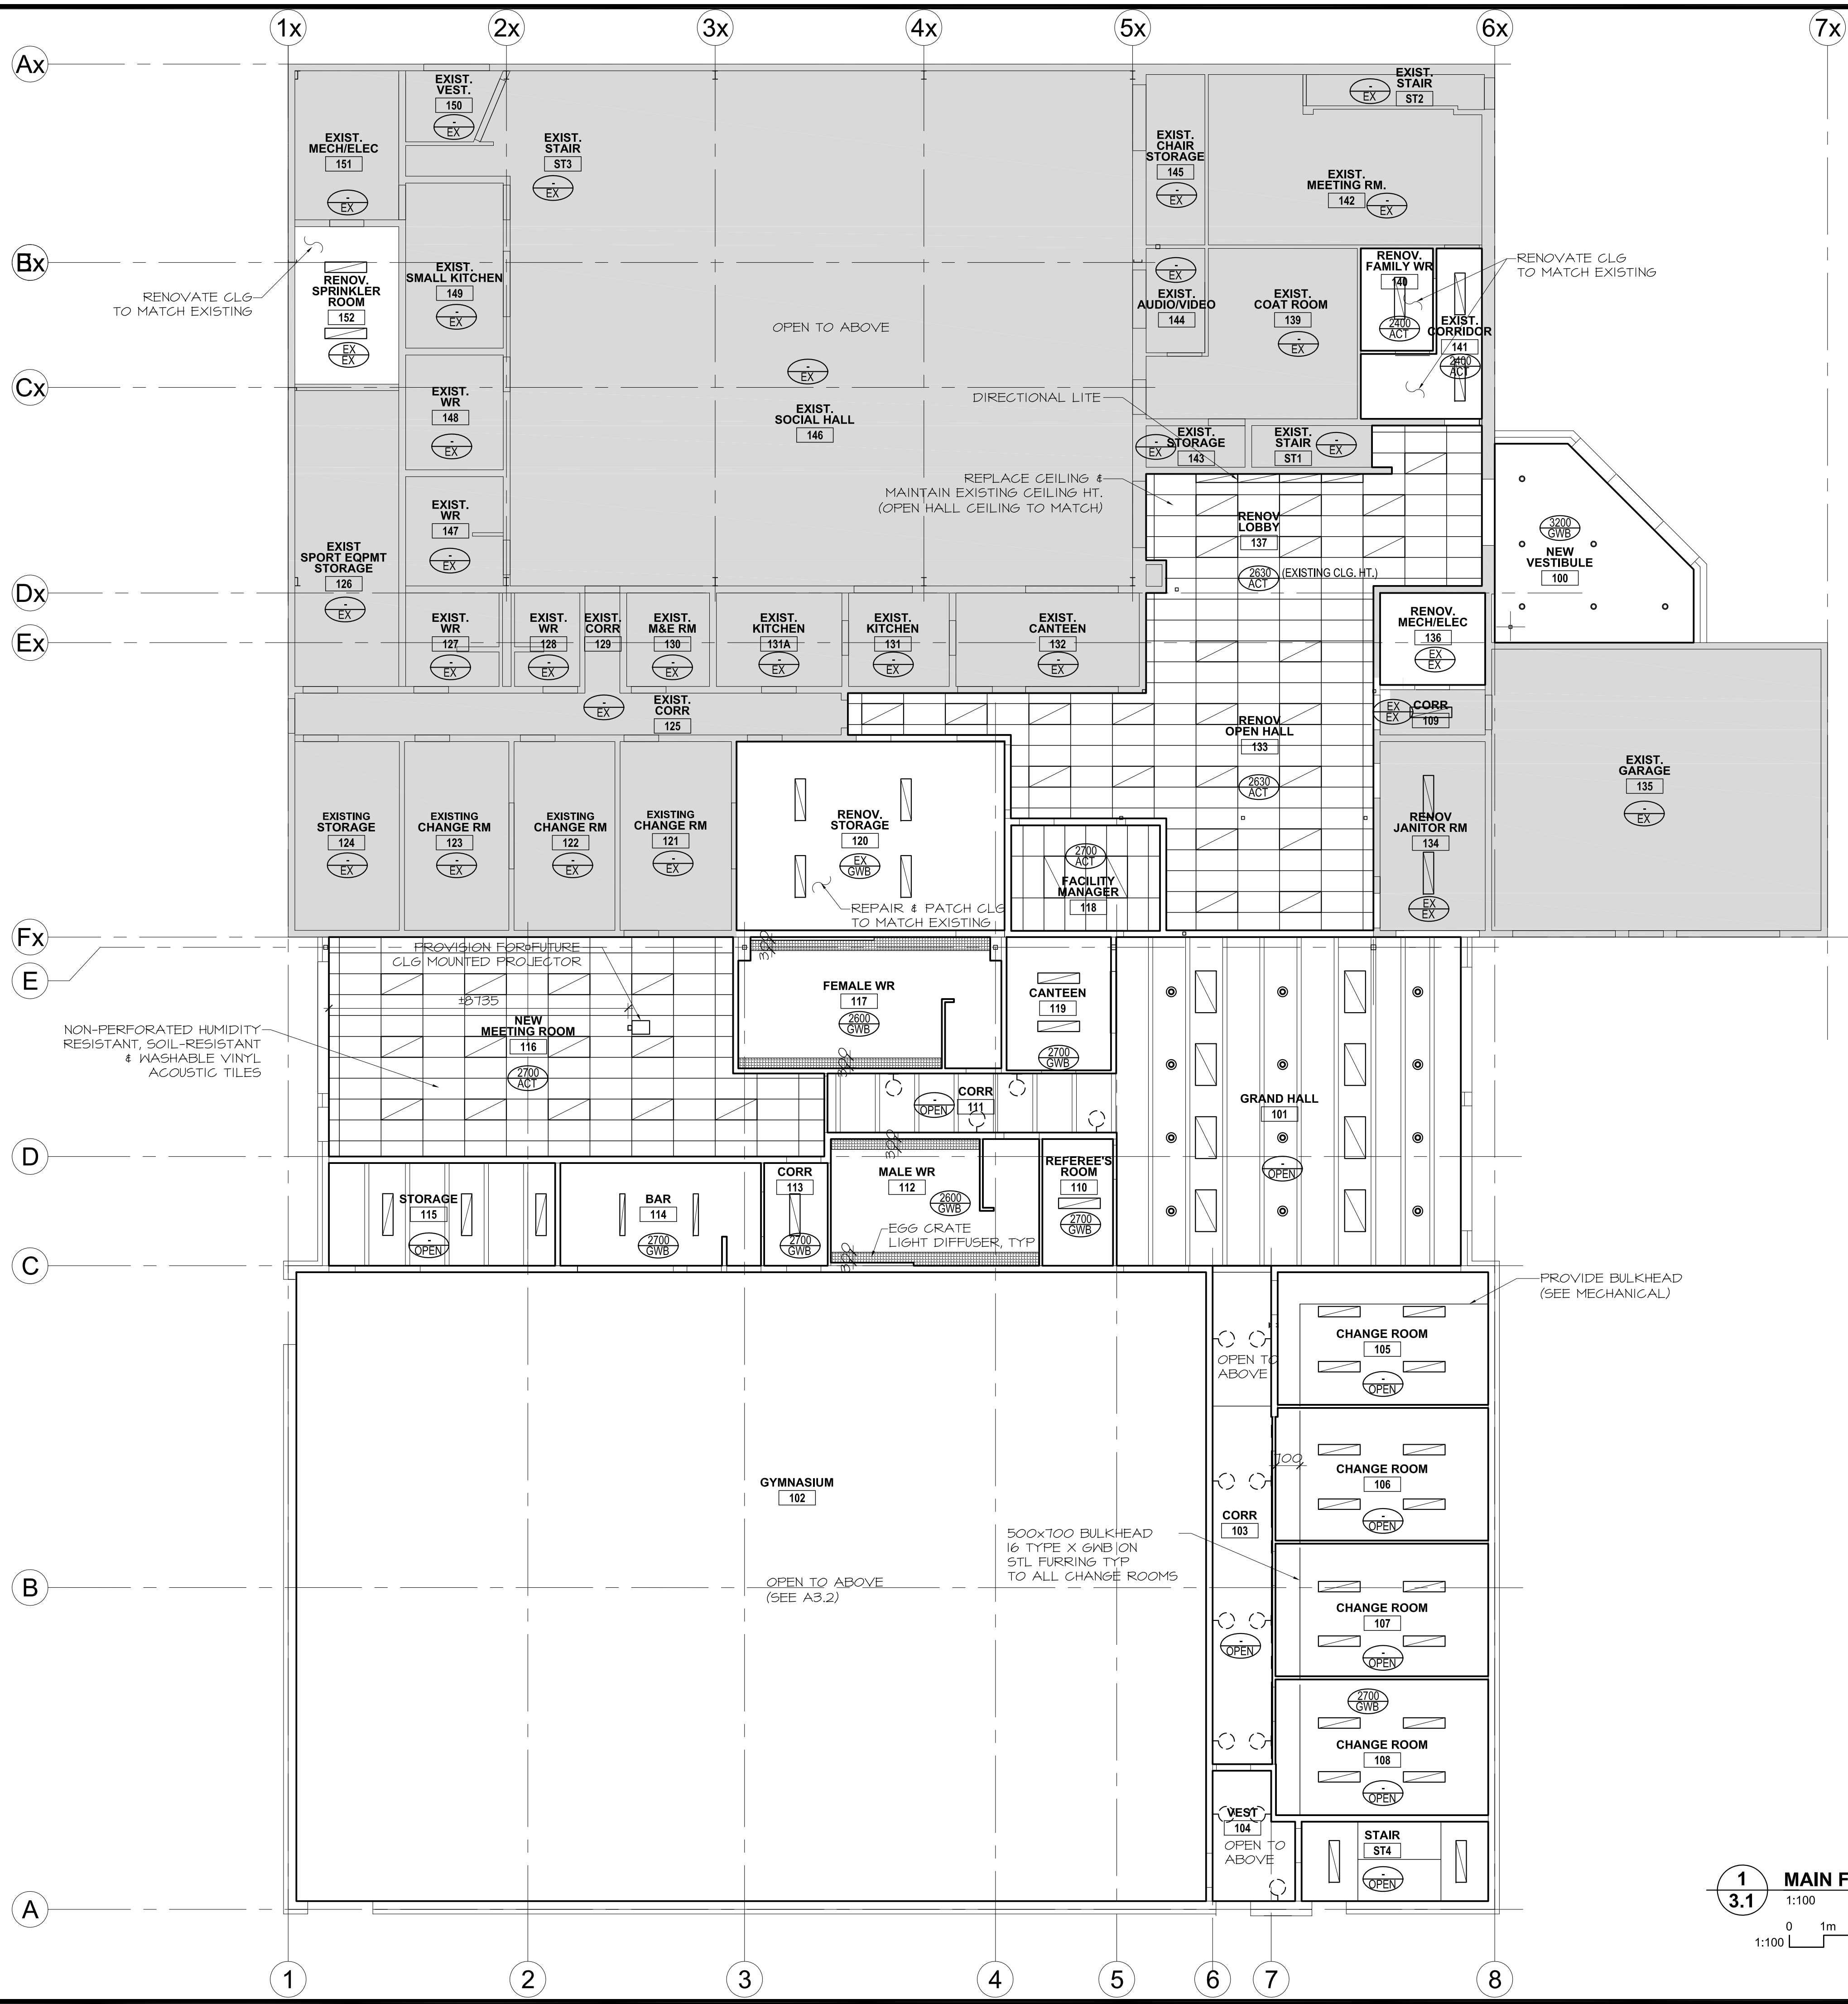 1x
2x
3x
4x
5x
6x
7x
Ax
EXIST.
VEST.
150
-
EX
EXIST.
MECH/ELEC
151
-
EX
EXIST.
STAIR
ST3
-
EX
EXIST.
CHAIR
STORAGE
145
-
EX
EXIST.
STAIR
ST2
-
EX
EXIST.
MEETING RM.
142
-
EX
Bx
RENOVATE CLG
TO MATCH EXISTING
RENOV.
SPRINKLER
ROOM
152
EX
EX
EXIST.
SMALL KITCHEN
149
-
EX
OPEN TO ABOVE
-
EX
EXIST.
SOCIAL HALL
146
-
EX
EXIST.
AUDIO/VIDEO
144
EXIST.
COAT ROOM
139
-
EX
RENOV.
FAMILY WR
140
2400
ACT
EXIST.
CORRIDOR
141
2400
ACT
RENOVATE CLG
TO MATCH EXISTING
Cx
EXIST.
WR
148
-
EX
DIRECTIONAL LITE
EXIST.
STORAGE
143
-
EX
EXIST.
STAIR
ST1
-
EX
EXIST.
WR
147
-
EX
REPLACE CEILING &
MAINTAIN EXISTING CEILING HT.
(OPEN HALL CEILING TO MATCH)
RENOV
LOBBY
137
2630
ACT
(EXISTING CLG. HT.)
3200
GWB
NEW
VESTIBULE
100
EXIST
SPORT EQPMT
STORAGE
126
-
EX
Dx
Ex
EXIST.
WR
127
-
EX
EXIST.
WR
128
-
EX
EXIST.
CORR
129
EXIST.
M&E RM
130
-
EX
EXIST.
KITCHEN
131A
-
EX
EXIST.
KITCHEN
131
-
EX
EXIST.
CANTEEN
132
-
EX
RENOV.
MECH/ELEC
136
EX
EX
-
EX
EXIST.
CORR
125
RENOV
OPEN HALL
133
2630
ACT
EX
EX
CORR
109
EXIST.
GARAGE
135
-
EX
EXISTING
STORAGE
124
-
EX
EXISTING
CHANGE RM
123
-
EX
EXISTING
CHANGE RM
122
-
EX
EXISTING
CHANGE RM
121
-
EX
RENOV.
STORAGE
120
EX
GWB
REPAIR & PATCH CLG
TO MATCH EXISTING
2700
ACT
FACILITY
MANAGER
118
RENOV
JANITOR RM
134
EX
EX
Fx
E
PROVISION FOR FUTURE
CLG MOUNTED PROJECTOR
±8735
NEW
MEETING ROOM
116
2700
ACT
NON-PERFORATED HUMIDITY
RESISTANT, SOIL-RESISTANT
& WASHABLE VINYL
ACOUSTIC TILES
FEMALE WR
117
2600
GWB
CANTEEN
119
2700
GWB
CORR
111
-
OPEN
GRAND HALL
101
-
OPEN
D
STORAGE
115
-
OPEN
BAR
114
2700
GWB
CORR
113
2700
GWB
MALE WR
112
2600
GWB
EGG CRATE
LIGHT DIFFUSER, TYP
REFEREE'S
ROOM
110
2700
GWB
C
PROVIDE BULKHEAD
(SEE MECHANICAL)
OPEN TO
ABOVE
CHANGE ROOM
105
-
OPEN
700
CHANGE ROOM
106
-
OPEN
GYMNASIUM
102
OPEN TO ABOVE
(SEE A3.2)
500x700 BULKHEAD
16 TYPE X GWB ON
STL FURRING TYP
TO ALL CHANGE ROOMS
CORR
103
-
OPEN
B
CHANGE ROOM
107
-
OPEN
2700
GWB
CHANGE ROOM
108
-
OPEN
VEST
104
OPEN TO
ABOVE
STAIR
ST4
-
OPEN
A
1
3.1
MAIN F
1:100
0 1m
1:100
1
2
3
4
5
6
7
8